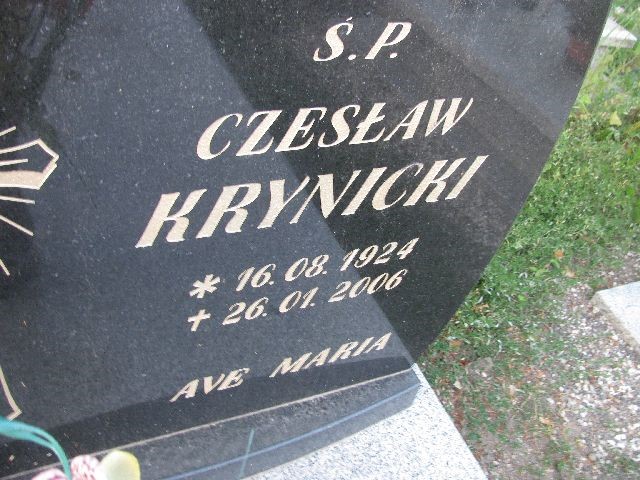 Ś.P.
CZESŁAW
KRYNICKI
* 16.08.1924
✝ 26.01.2006
AVE MARIA